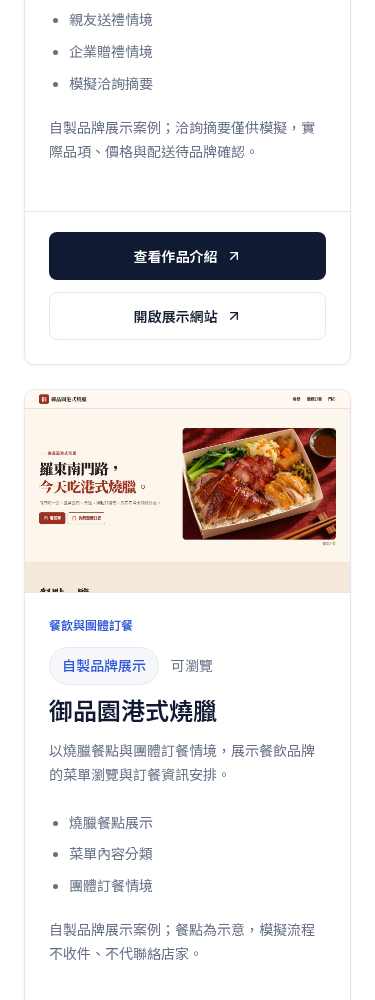 親友送禮情境
企業贈禮情境
模擬洽詢摘要
自製品牌展示案例；洽詢摘要僅供模擬，實
際品項、價格與配送待品牌確認。
查看作品介紹
開啟展示網站
御品園港式燒臘
羅東南門路，
今天吃港式燒臘。
餐飲與團體訂餐
自製品牌展示
可瀏覽
御品園港式燒臘
以燒臘餐點與團體訂餐情境，展示餐飲品牌
的菜單瀏覽與訂餐資訊安排。
燒臘餐點展示
菜單內容分類
團體訂餐情境
自製品牌展示案例；餐點為示意，模擬流程
不收件、不代聯絡店家。